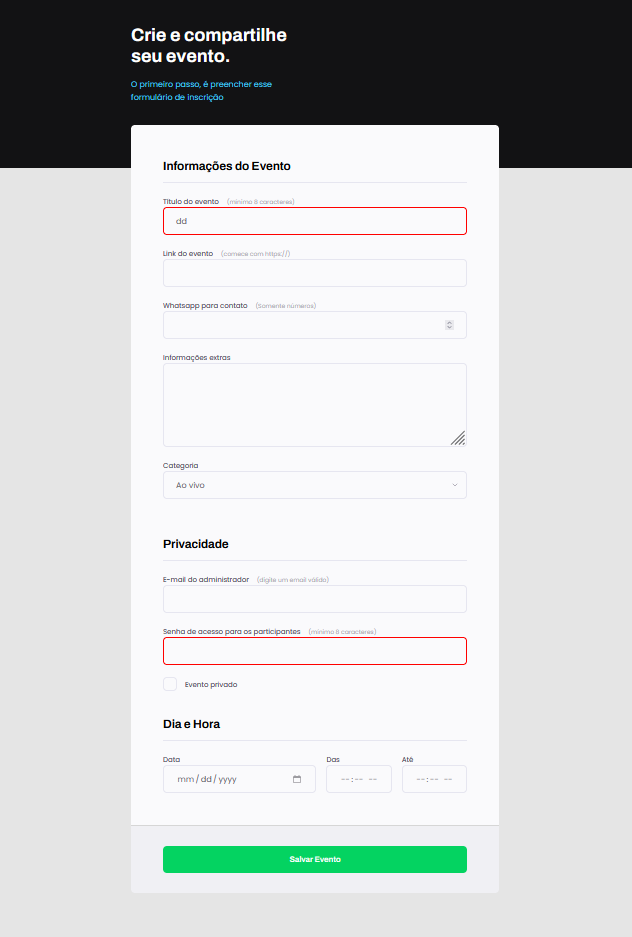 Crie e compartilhe
seu evento.
O primeiro passo, é preencher esse
formulário de inscrição
Informações do Evento
Título do evento (mínimo 8 caracteres)
dd
Link do evento (comece com https://)
Whatsapp para contato (Somente números)
Informações extras
Categoria
Ao vivo
Privacidade
E-mail do administrador (digite um email válido)
Senha de acesso para os participantes (mínimo 8 caracteres)
Evento privado
Dia e Hora
Data Das Até
mm/dd/yyyy --:-- -- --:-- --
Salvar Evento